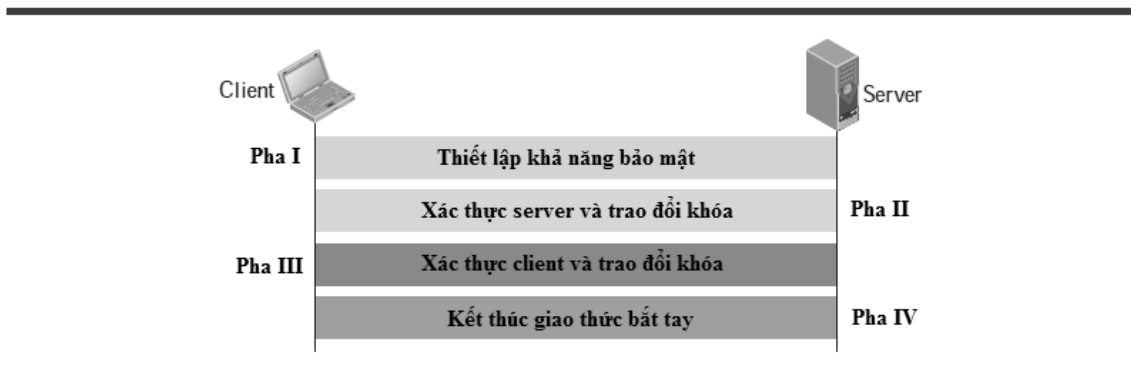 Client
Server
Pha I
Thiết lập khả năng bảo mật
Xác thực server và trao đổi khóa
Pha II
Pha III
Xác thực client và trao đổi khóa
Kết thúc giao thức bắt tay
Pha IV